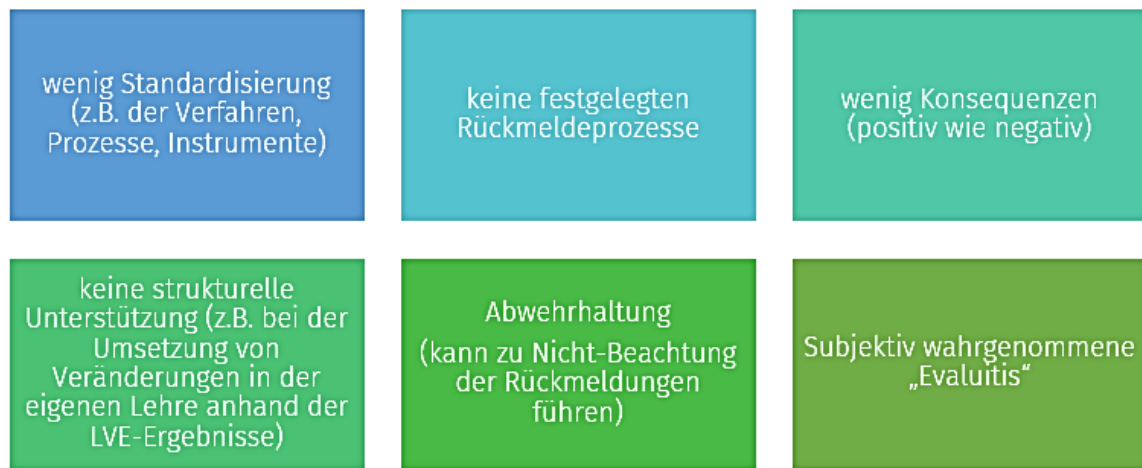 wenig Standardisierung
(z.B. der Verfahren,
Prozesse, Instrumente)
keine festgelegten
Rückmeldeprozesse
wenig Konsequenzen
(positiv wie negativ)
keine strukturelle
Unterstützung (z.B. bei der
Umsetzung von
Veränderungen in der
eigenen Lehre anhand der
LVE-Ergebnisse)
Abwehrhaltung
(kann zu Nicht-Beachtung
der Rückmeldungen
führen)
Subjektiv wahrgenommene
„Evaluitis“